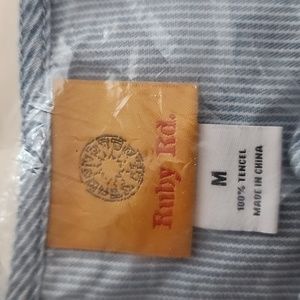 Ruby Rd.
M
100% TENCEL
MADE IN CHINA